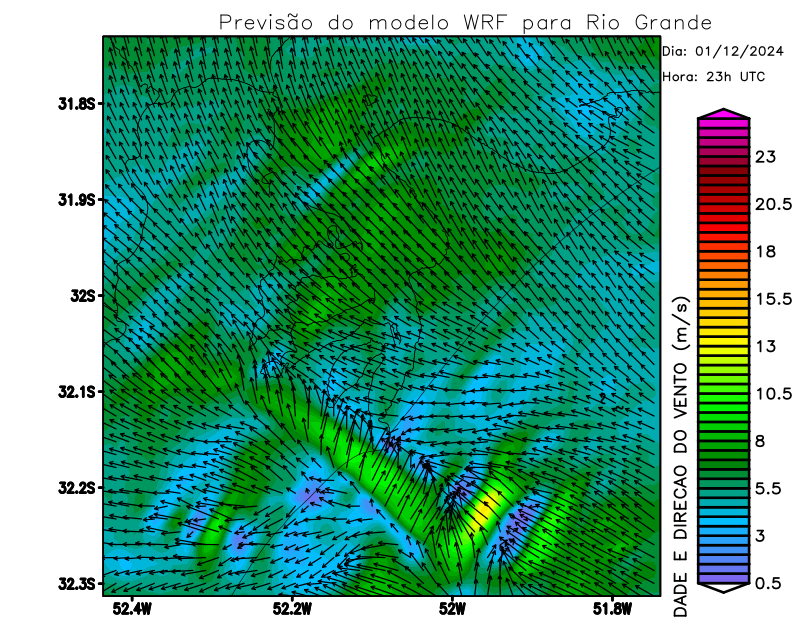 Previsão do modelo WRF para Rio Grande
Dia: 01/12/2024
Hora: 23h UTC
31.8S
31.9S
32S
32.1S
32.2S
32.3S
52.4W
52.2W
52W
51.8W
23
20.5
18
15.5
13
10.5
8
5.5
3
0.5
DADE E DIRECAO DO VENTO (m/s)